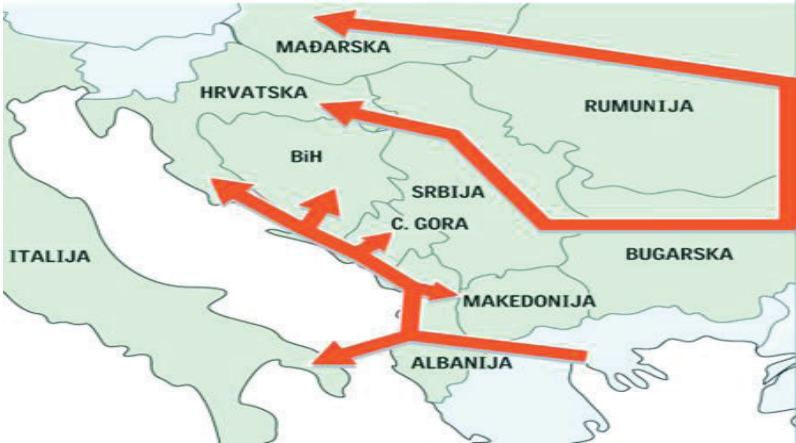 MAĐARSKA
HRVATSKA
RUMUNIJA
BiH
SRBIJA
C. GORA
ITALIJA
BUGARSKA
MAKEDONIJA
ALBANIJA